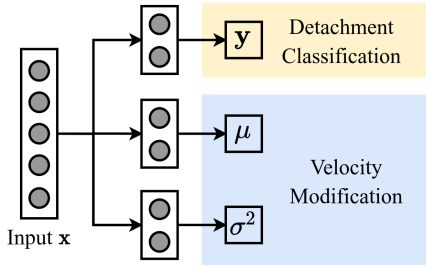 Detachment
Classification
y
μ
Velocity
Modification
σ²
Input x